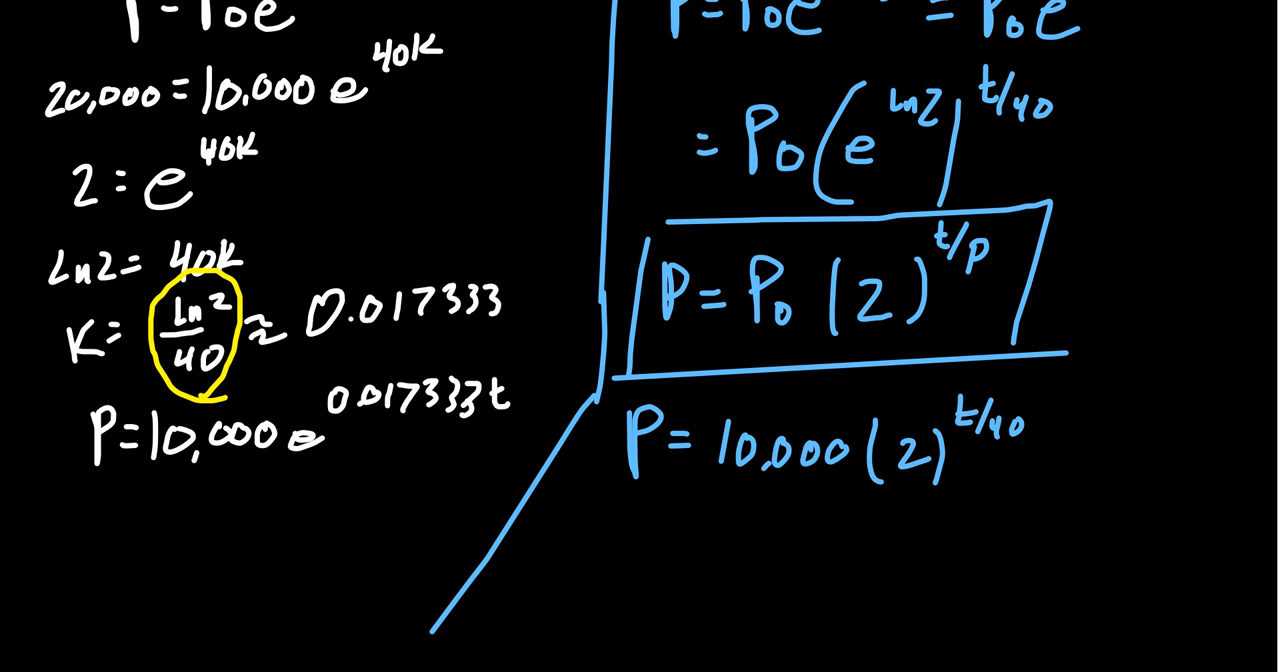 P = P₀e
20,000 = 10,000 e^40K
2 = e^40K
Ln2 = 40K
K = Ln2/40 ≈ 0.017333
P = 10,000 e^0.017333t
P = P₀e = P₀e
= P₀(e^Ln2)^t/40
P = P₀(2)^t/p
P = 10,000(2)^t/40